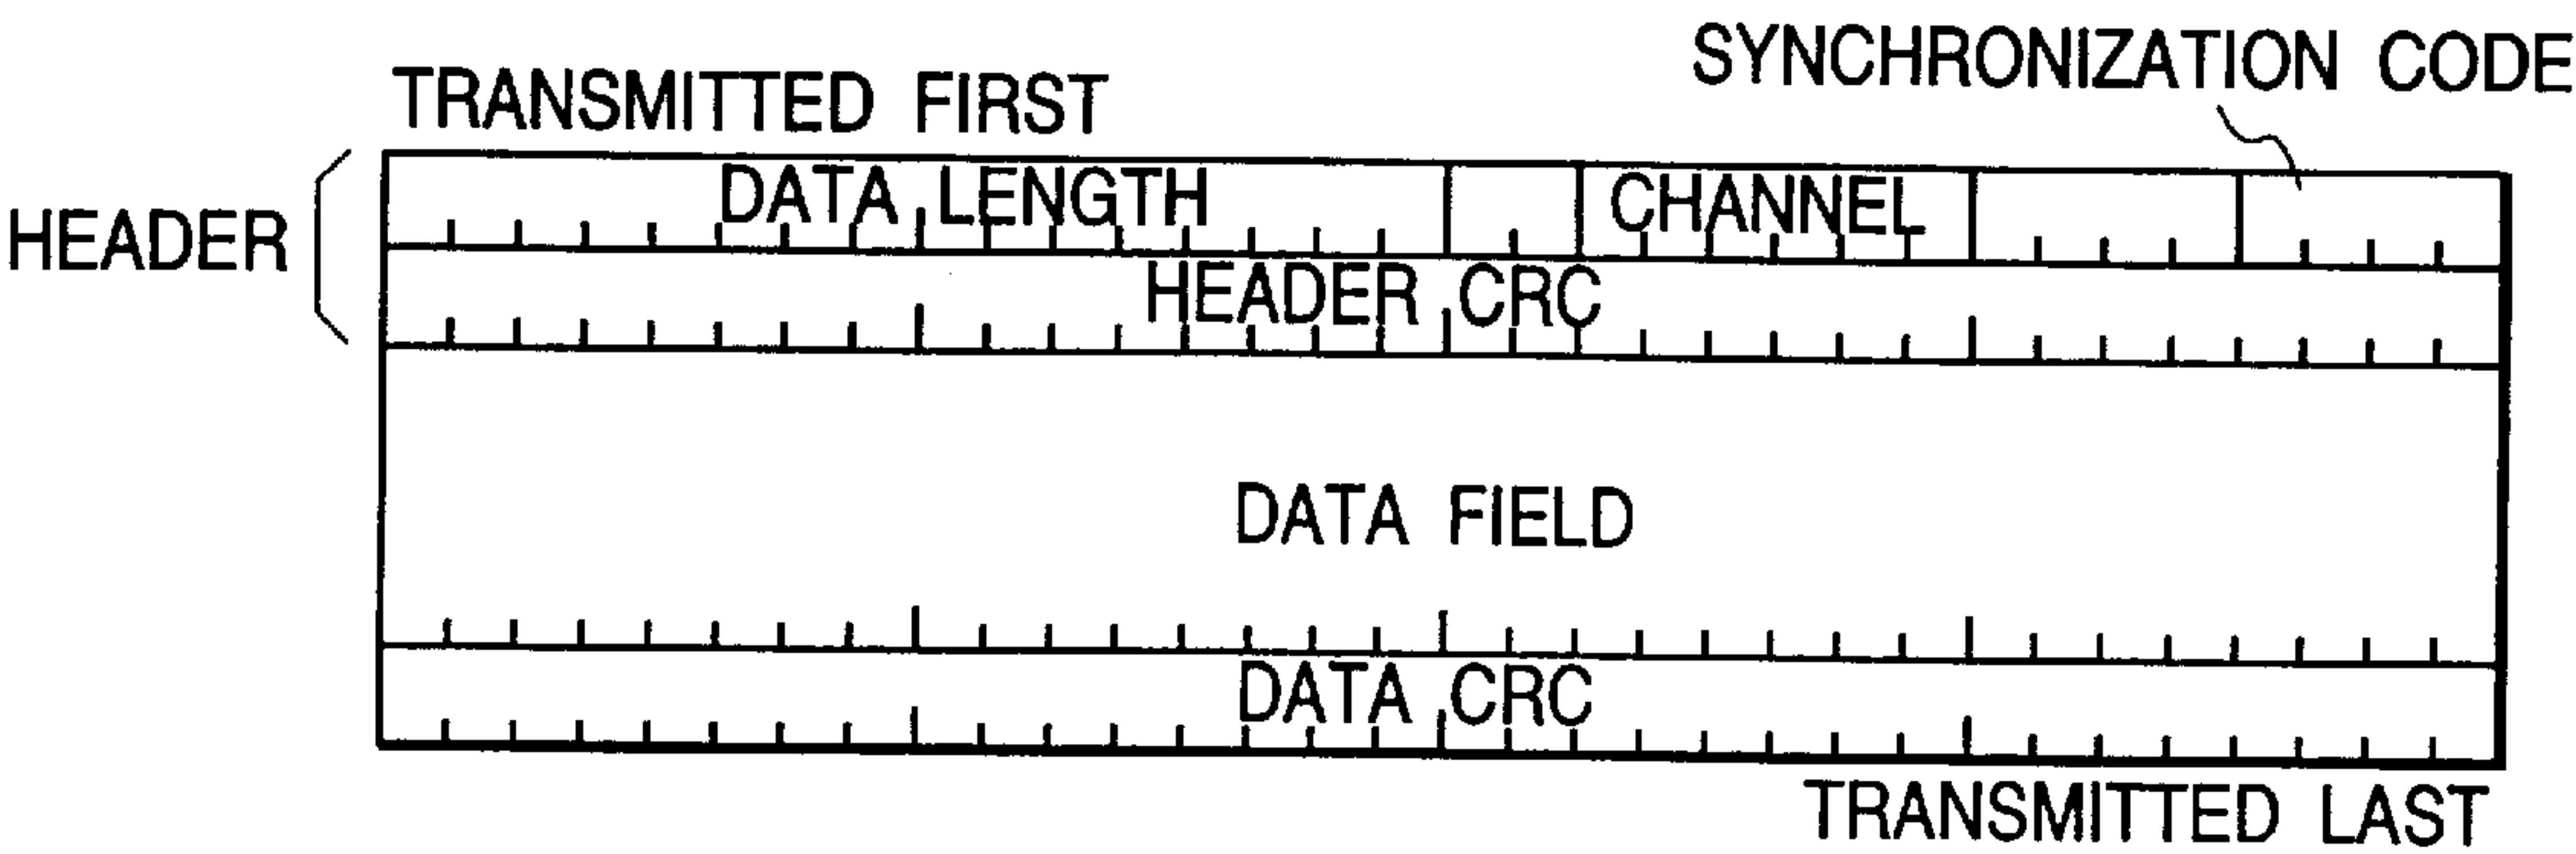 SYNCHRONIZATION CODE
TRANSMITTED FIRST
HEADER
DATA LENGTH
CHANNEL
HEADER CRC
DATA FIELD
DATA CRC
TRANSMITTED LAST